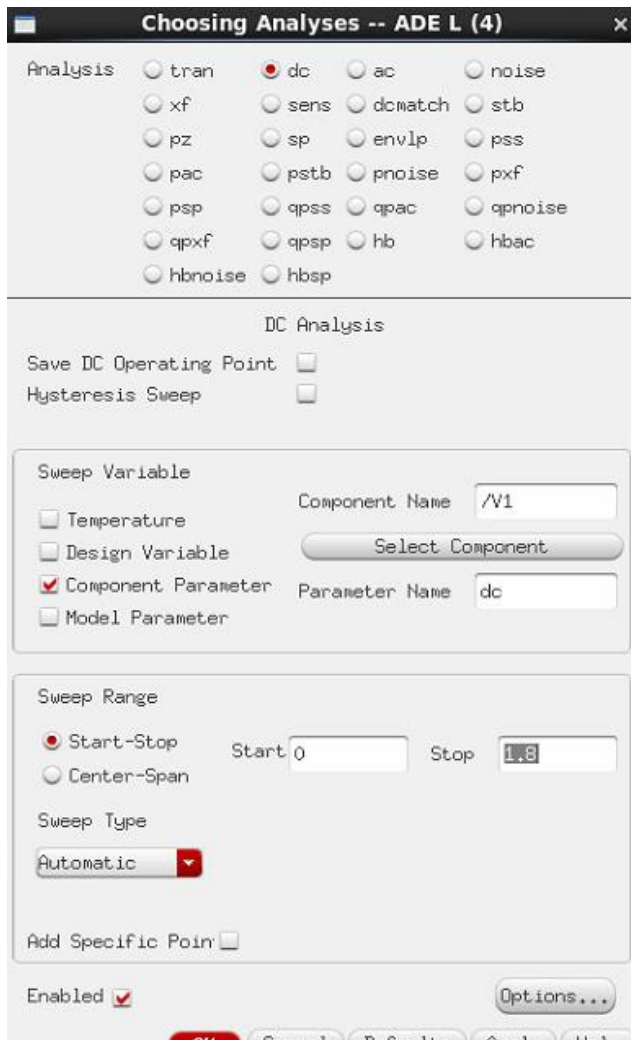 Choosing Analyses -- ADE L (4)
Analysis tran dc ac noise
xf sens dcmatch stb
pz sp envlp pss
pac pstb pnoise pxf
psp qpss qpac qpnoise
qpxf qpsp hb hbac
hbnoise hbsp
DC Analysis
Save DC Operating Point
Hysteresis Sweep
Sweep Variable
Component Name /V1
Temperature
Select Component
Design Variable
Component Parameter
Parameter Name dc
Model Parameter
Sweep Range
Start-Stop
Start 0 Stop 1.8
Center-Span
Sweep Type
Automatic
Add Specific Poin
Enabled
Options...